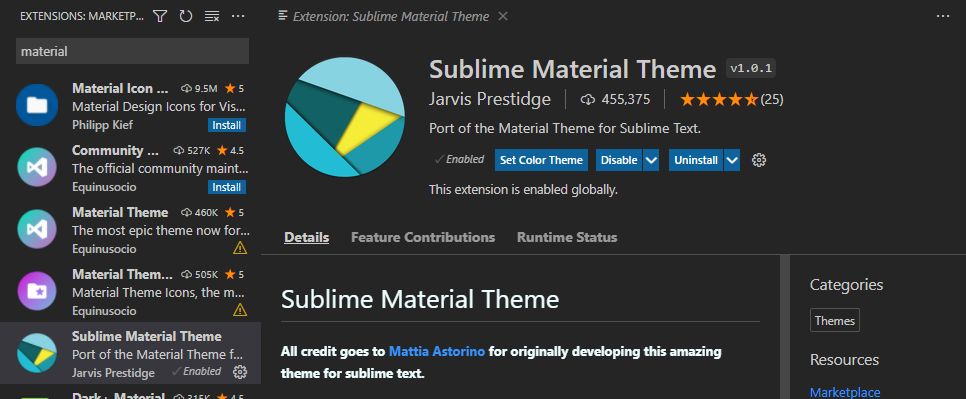 EXTENSIONS: MARKETP...
material
Material Icon ... 9.5M ★ 5
Material Design Icons for Vis...
Philipp Kief Install
Community ... 527K ★ 4.5
The official community maint...
Equinusocio Install
Material Theme 460K ★ 5
The most epic theme now for...
Equinusocio
Material Them... 505K ★ 5
Material Theme Icons, the m...
Equinusocio
Sublime Material Theme
Port of the Material Theme f...
Jarvis Prestidge ✓Enabled
Dark+ Material 315K ★ 4.5
Extension: Sublime Material Theme
Sublime Material Theme v1.0.1
Jarvis Prestidge | 455,375 | ★★★★★(25)
Port of the Material Theme for Sublime Text.
✓Enabled Set Color Theme Disable Uninstall
This extension is enabled globally.
Details Feature Contributions Runtime Status
Sublime Material Theme
All credit goes to Mattia Astorino for originally developing this amazing
theme for sublime text.
Categories
Themes
Resources
Marketplace